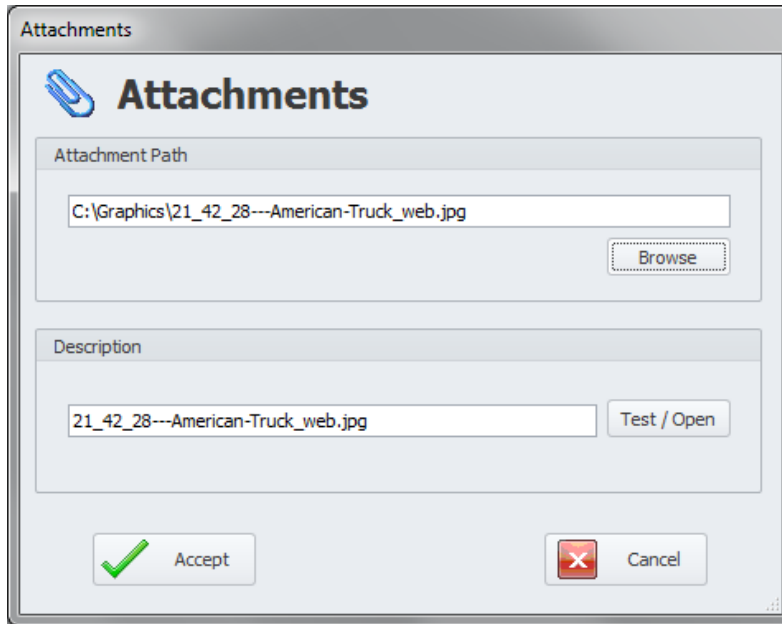 Attachments
Attachments
Attachment Path
C:\Graphics\21_42_28---American-Truck_web.jpg
Browse
Description
21_42_28---American-Truck_web.jpg
Test / Open
Accept
Cancel